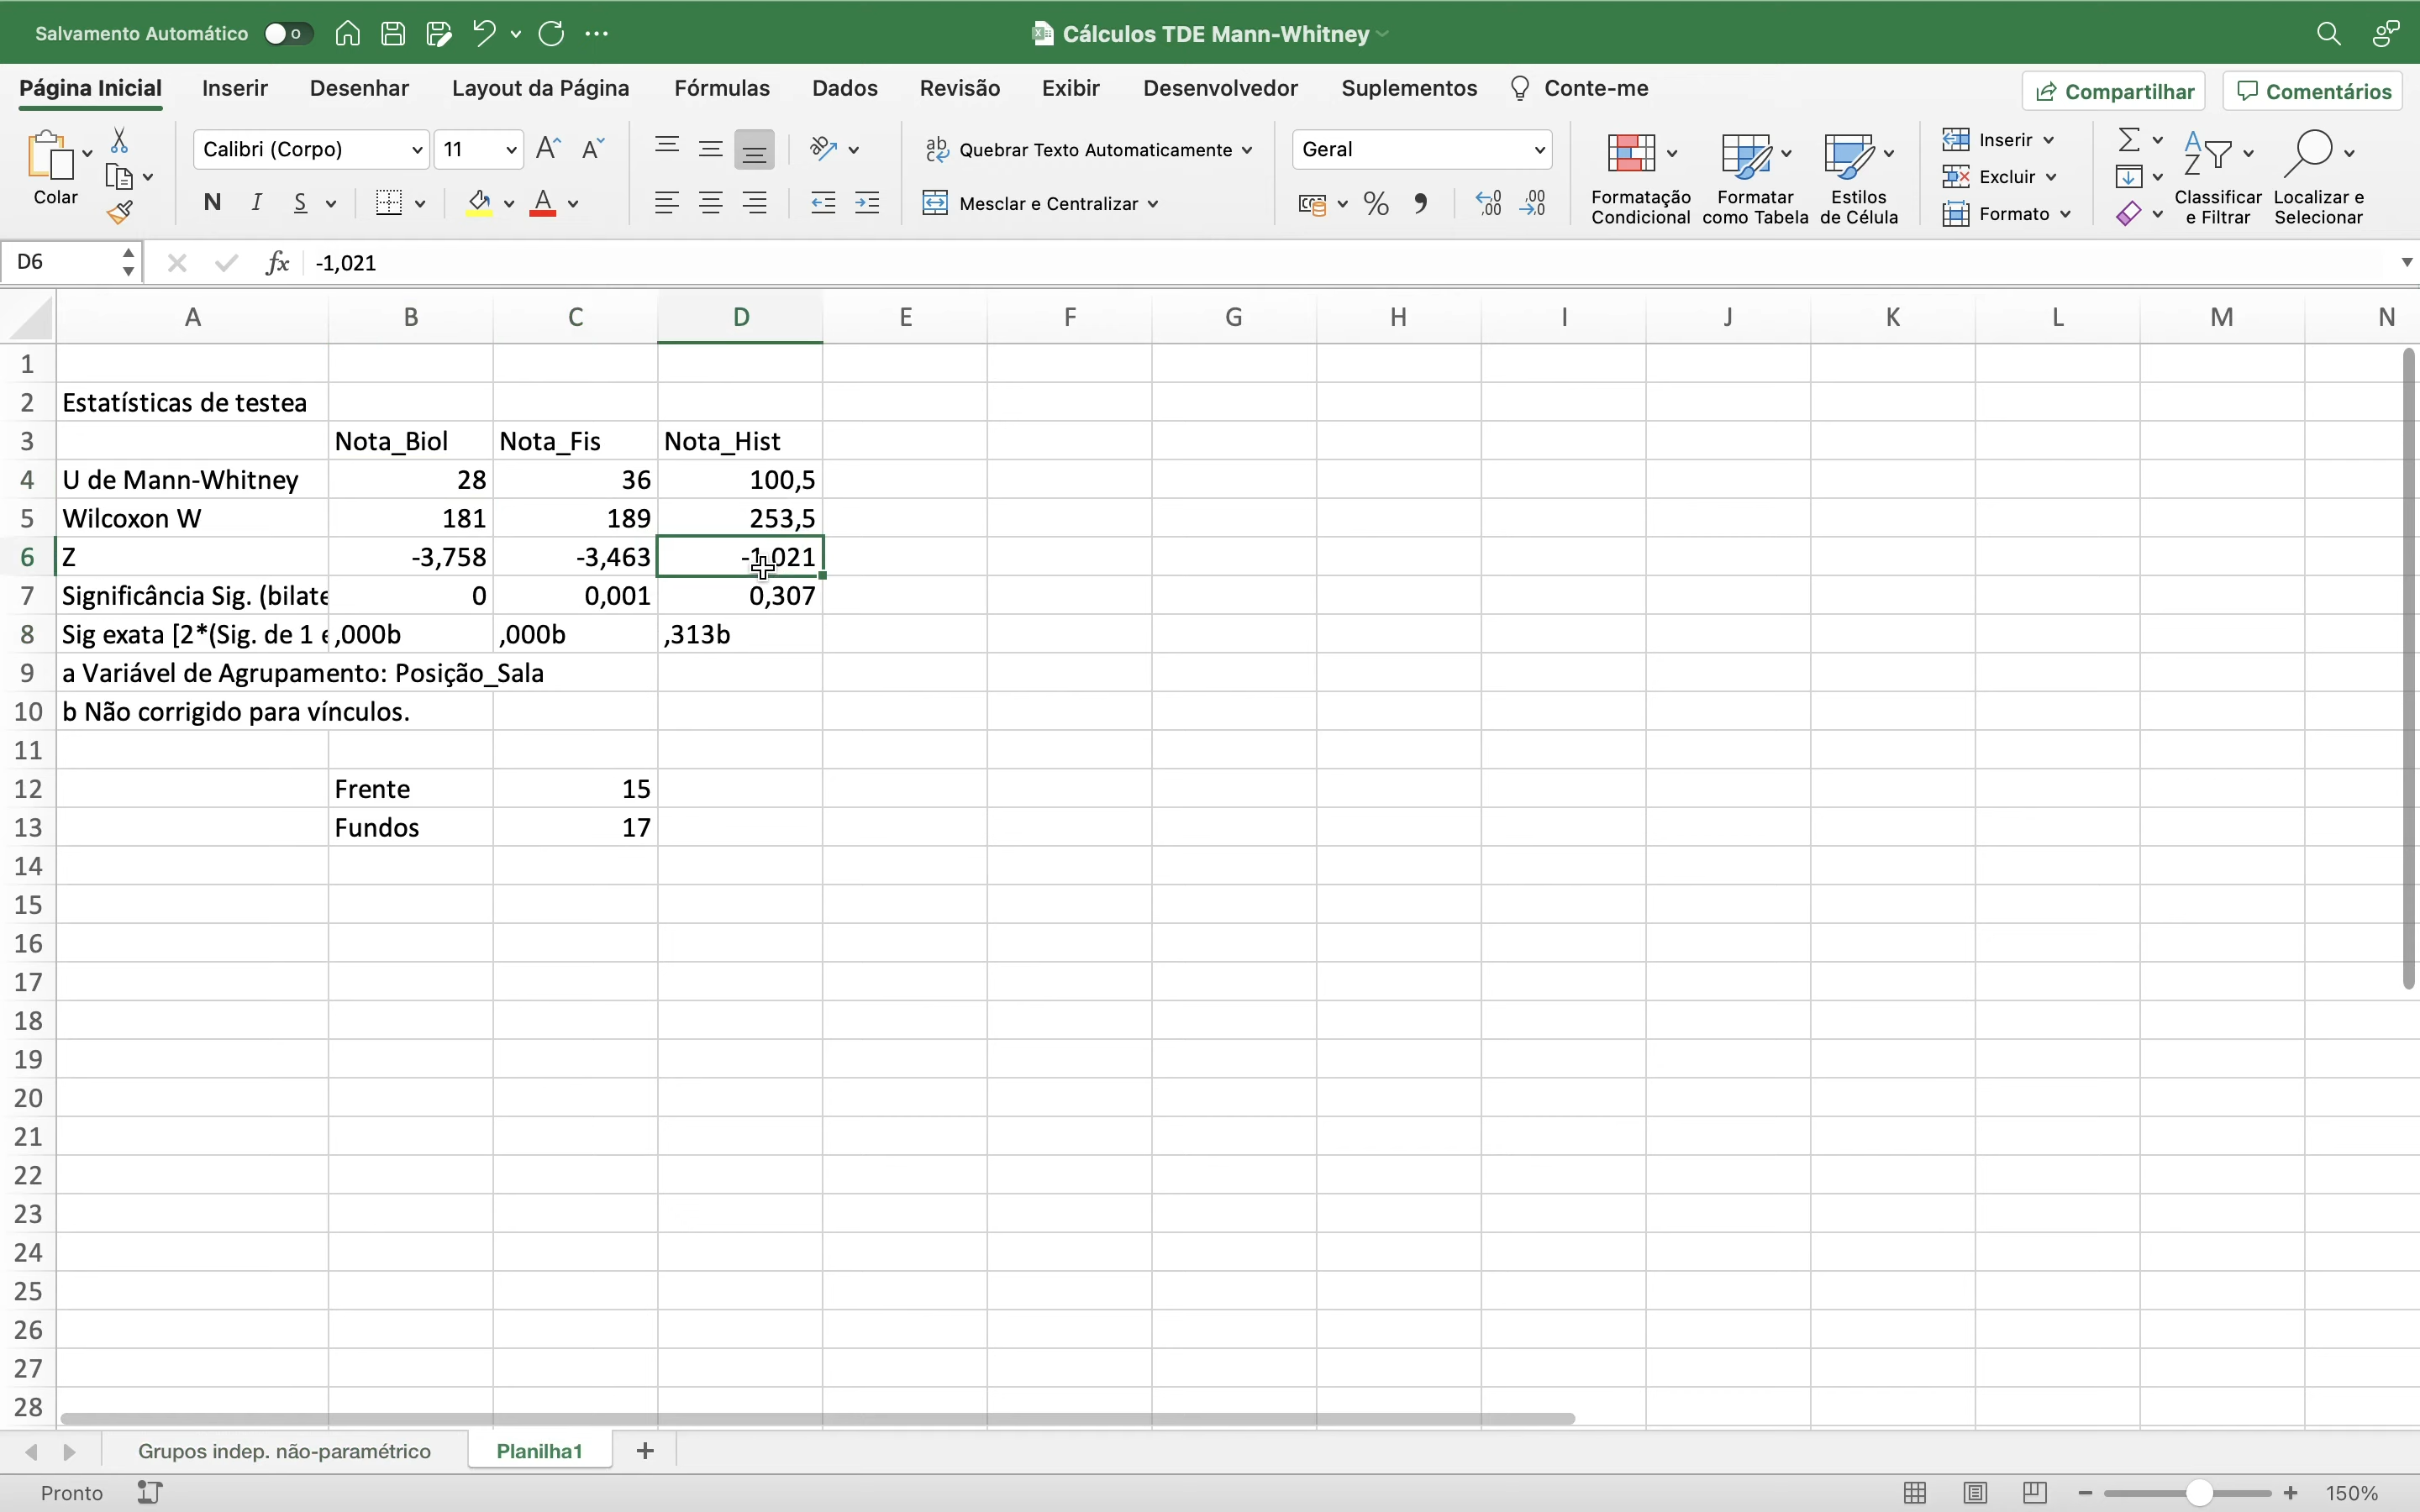 Salvamento Automático
Cálculos TDE Mann-Whitney
Página Inicial Inserir Desenhar Layout da Página Fórmulas Dados Revisão Exibir Desenvolvedor Suplementos Conte-me Compartilhar Comentários
Colar
Calibri (Corpo) 11
N I S
Quebrar Texto Automaticamente
Mesclar e Centralizar
Geral
Formatação Condicional
Formatar como Tabela
Estilos de Célula
Inserir
Excluir
Formato
Classificar e Filtrar
Localizar e Selecionar
D6 fx -1,021
A B C D E F G H I J K L M N
1
2 Estatísticas de testea
3 Nota_Biol Nota_Fis Nota_Hist
4 U de Mann-Whitney 28 36 100,5
5 Wilcoxon W 181 189 253,5
6 Z -3,758 -3,463 -1,021
7 Significância Sig. (bilate 0 0,001 0,307
8 Sig exata [2*(Sig. de 1 e ,000b ,000b ,313b
9 a Variável de Agrupamento: Posição_Sala
10 b Não corrigido para vínculos.
11
12 Frente 15
13 Fundos 17
14
15
16
17
18
19
20
21
22
23
24
25
26
27
28
Grupos indep. não-paramétrico Planilha1 +
Pronto 150%